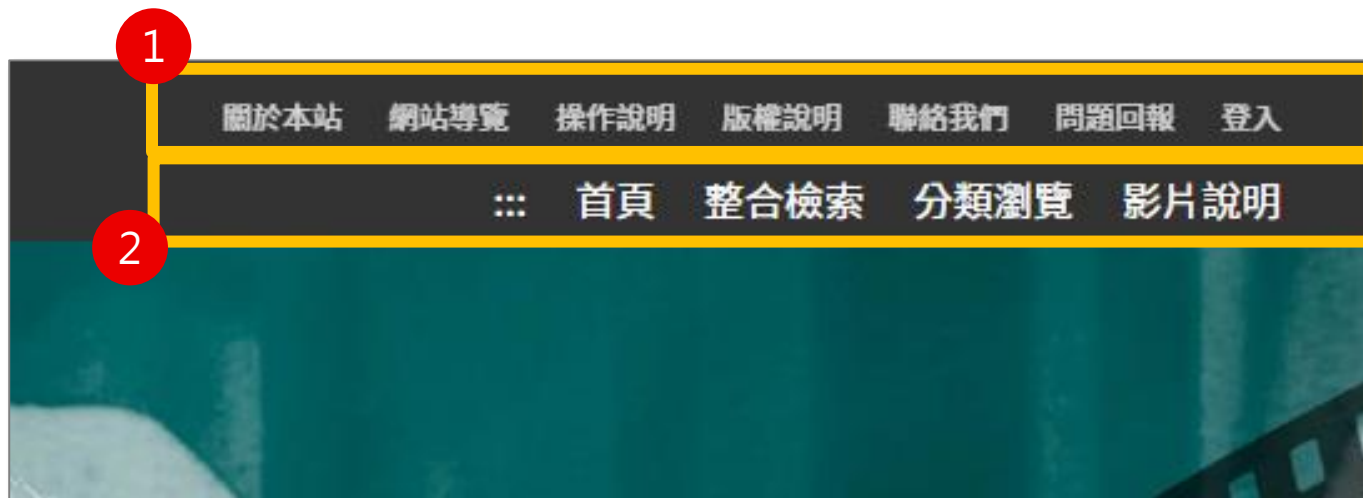 1
關於本站 網站導覽 操作說明 版權說明 聯絡我們 問題回報 登入
::: 首頁 整合檢索 分類瀏覽 影片說明
2